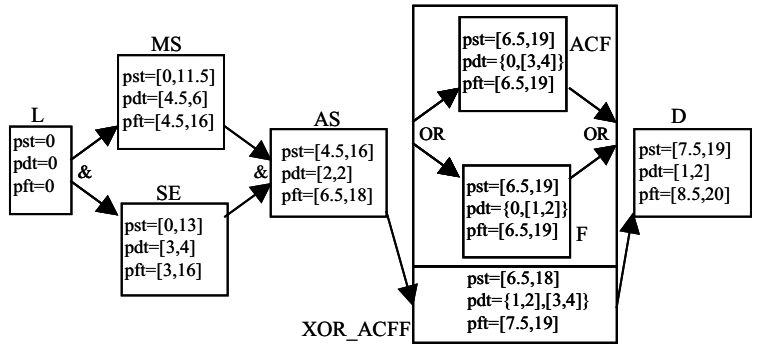 MS
pst=[0,11.5]
pdt=[4.5,6]
pft=[4.5,16]
L
pst=0
pdt=0
pft=0
&
SE
pst=[0,13]
pdt=[3,4]
pft=[3,16]
AS
&
pst=[4.5,16]
pdt=[2,2]
pft=[6.5,18]
ACF
pst=[6.5,19]
pdt={0,[3,4]}
pft=[6.5,19]
OR
OR
pst=[6.5,19]
pdt={0,[1,2]}
pft=[6.5,19]
F
XOR_ACFF
pst=[6.5,18]
pdt={1,2],[3,4]}
pft=[7.5,19]
D
pst=[7.5,19]
pdt=[1,2]
pft=[8.5,20]